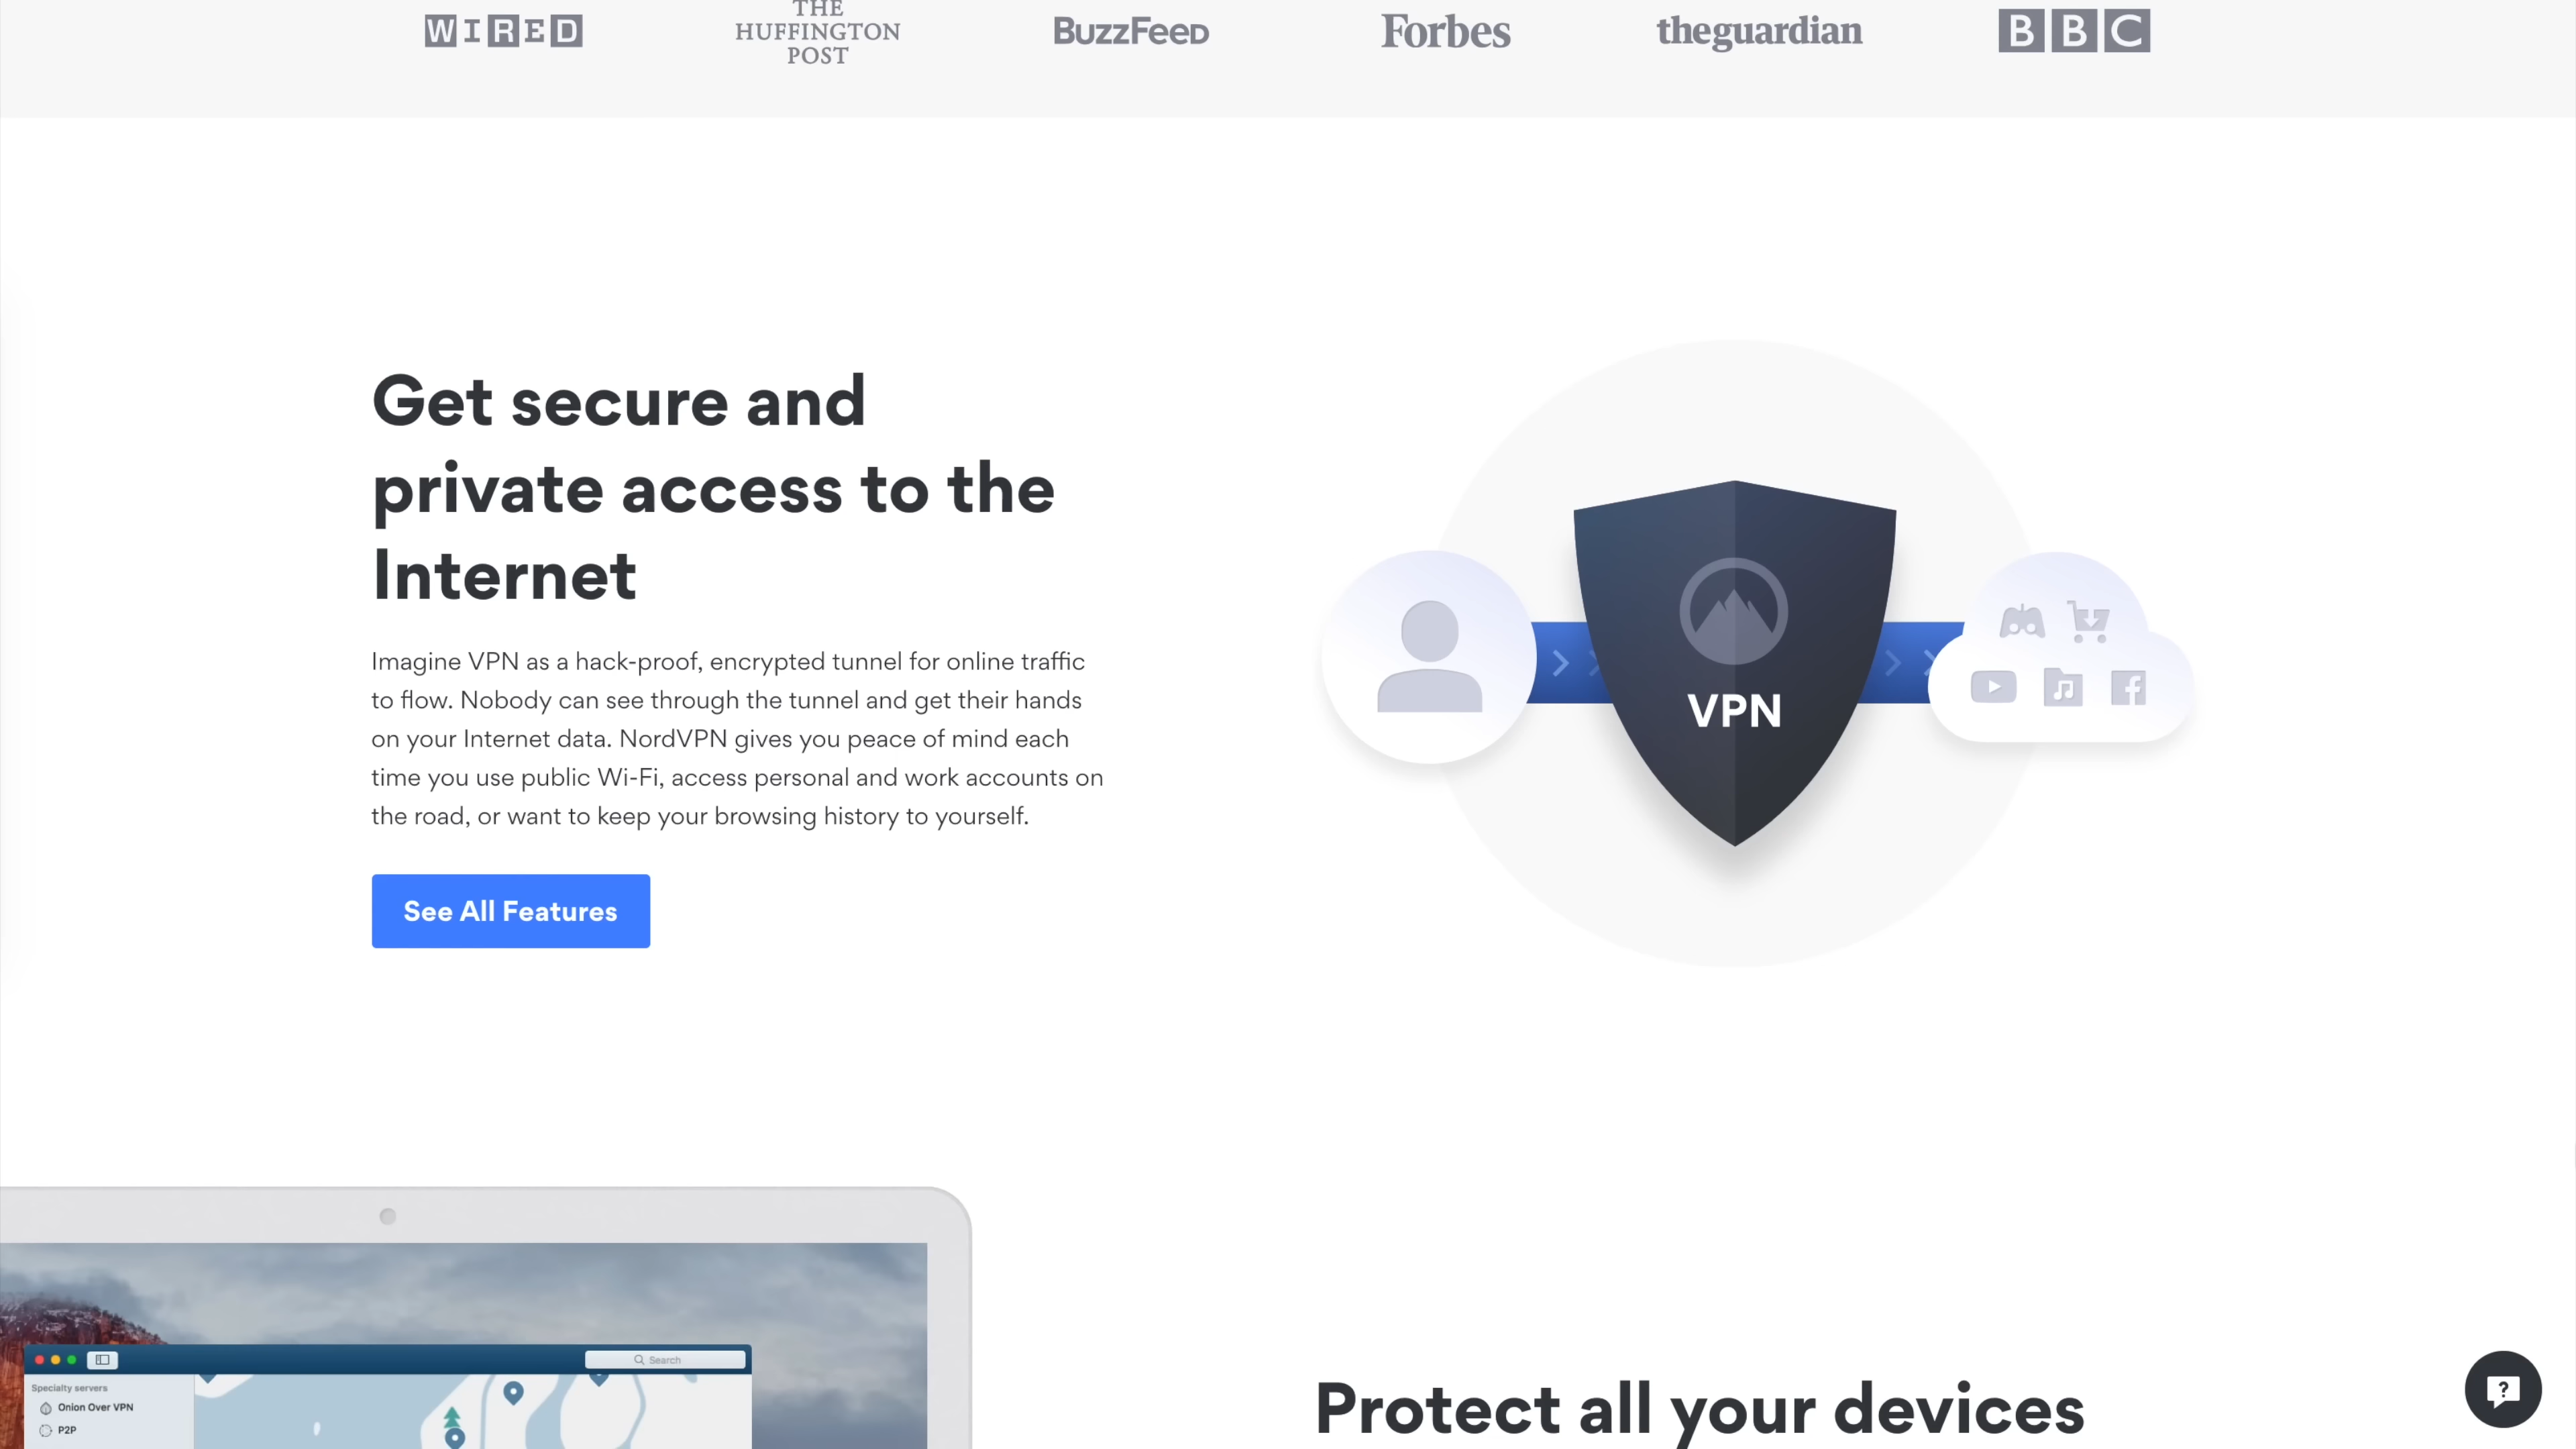 WIRED
THE
HUFFINGTON
POST
BuzzFeeD
Forbes
theguardian
BBC
Get secure and
private access to the
Internet
Imagine VPN as a hack-proof, encrypted tunnel for online traffic
to flow. Nobody can see through the tunnel and get their hands
on your Internet data. NordVPN gives you peace of mind each
time you use public Wi-Fi, access personal and work accounts on
the road, or want to keep your browsing history to yourself.
See All Features
VPN
Search
Specialty servers
Onion Over VPN
P2P
Protect all your devices